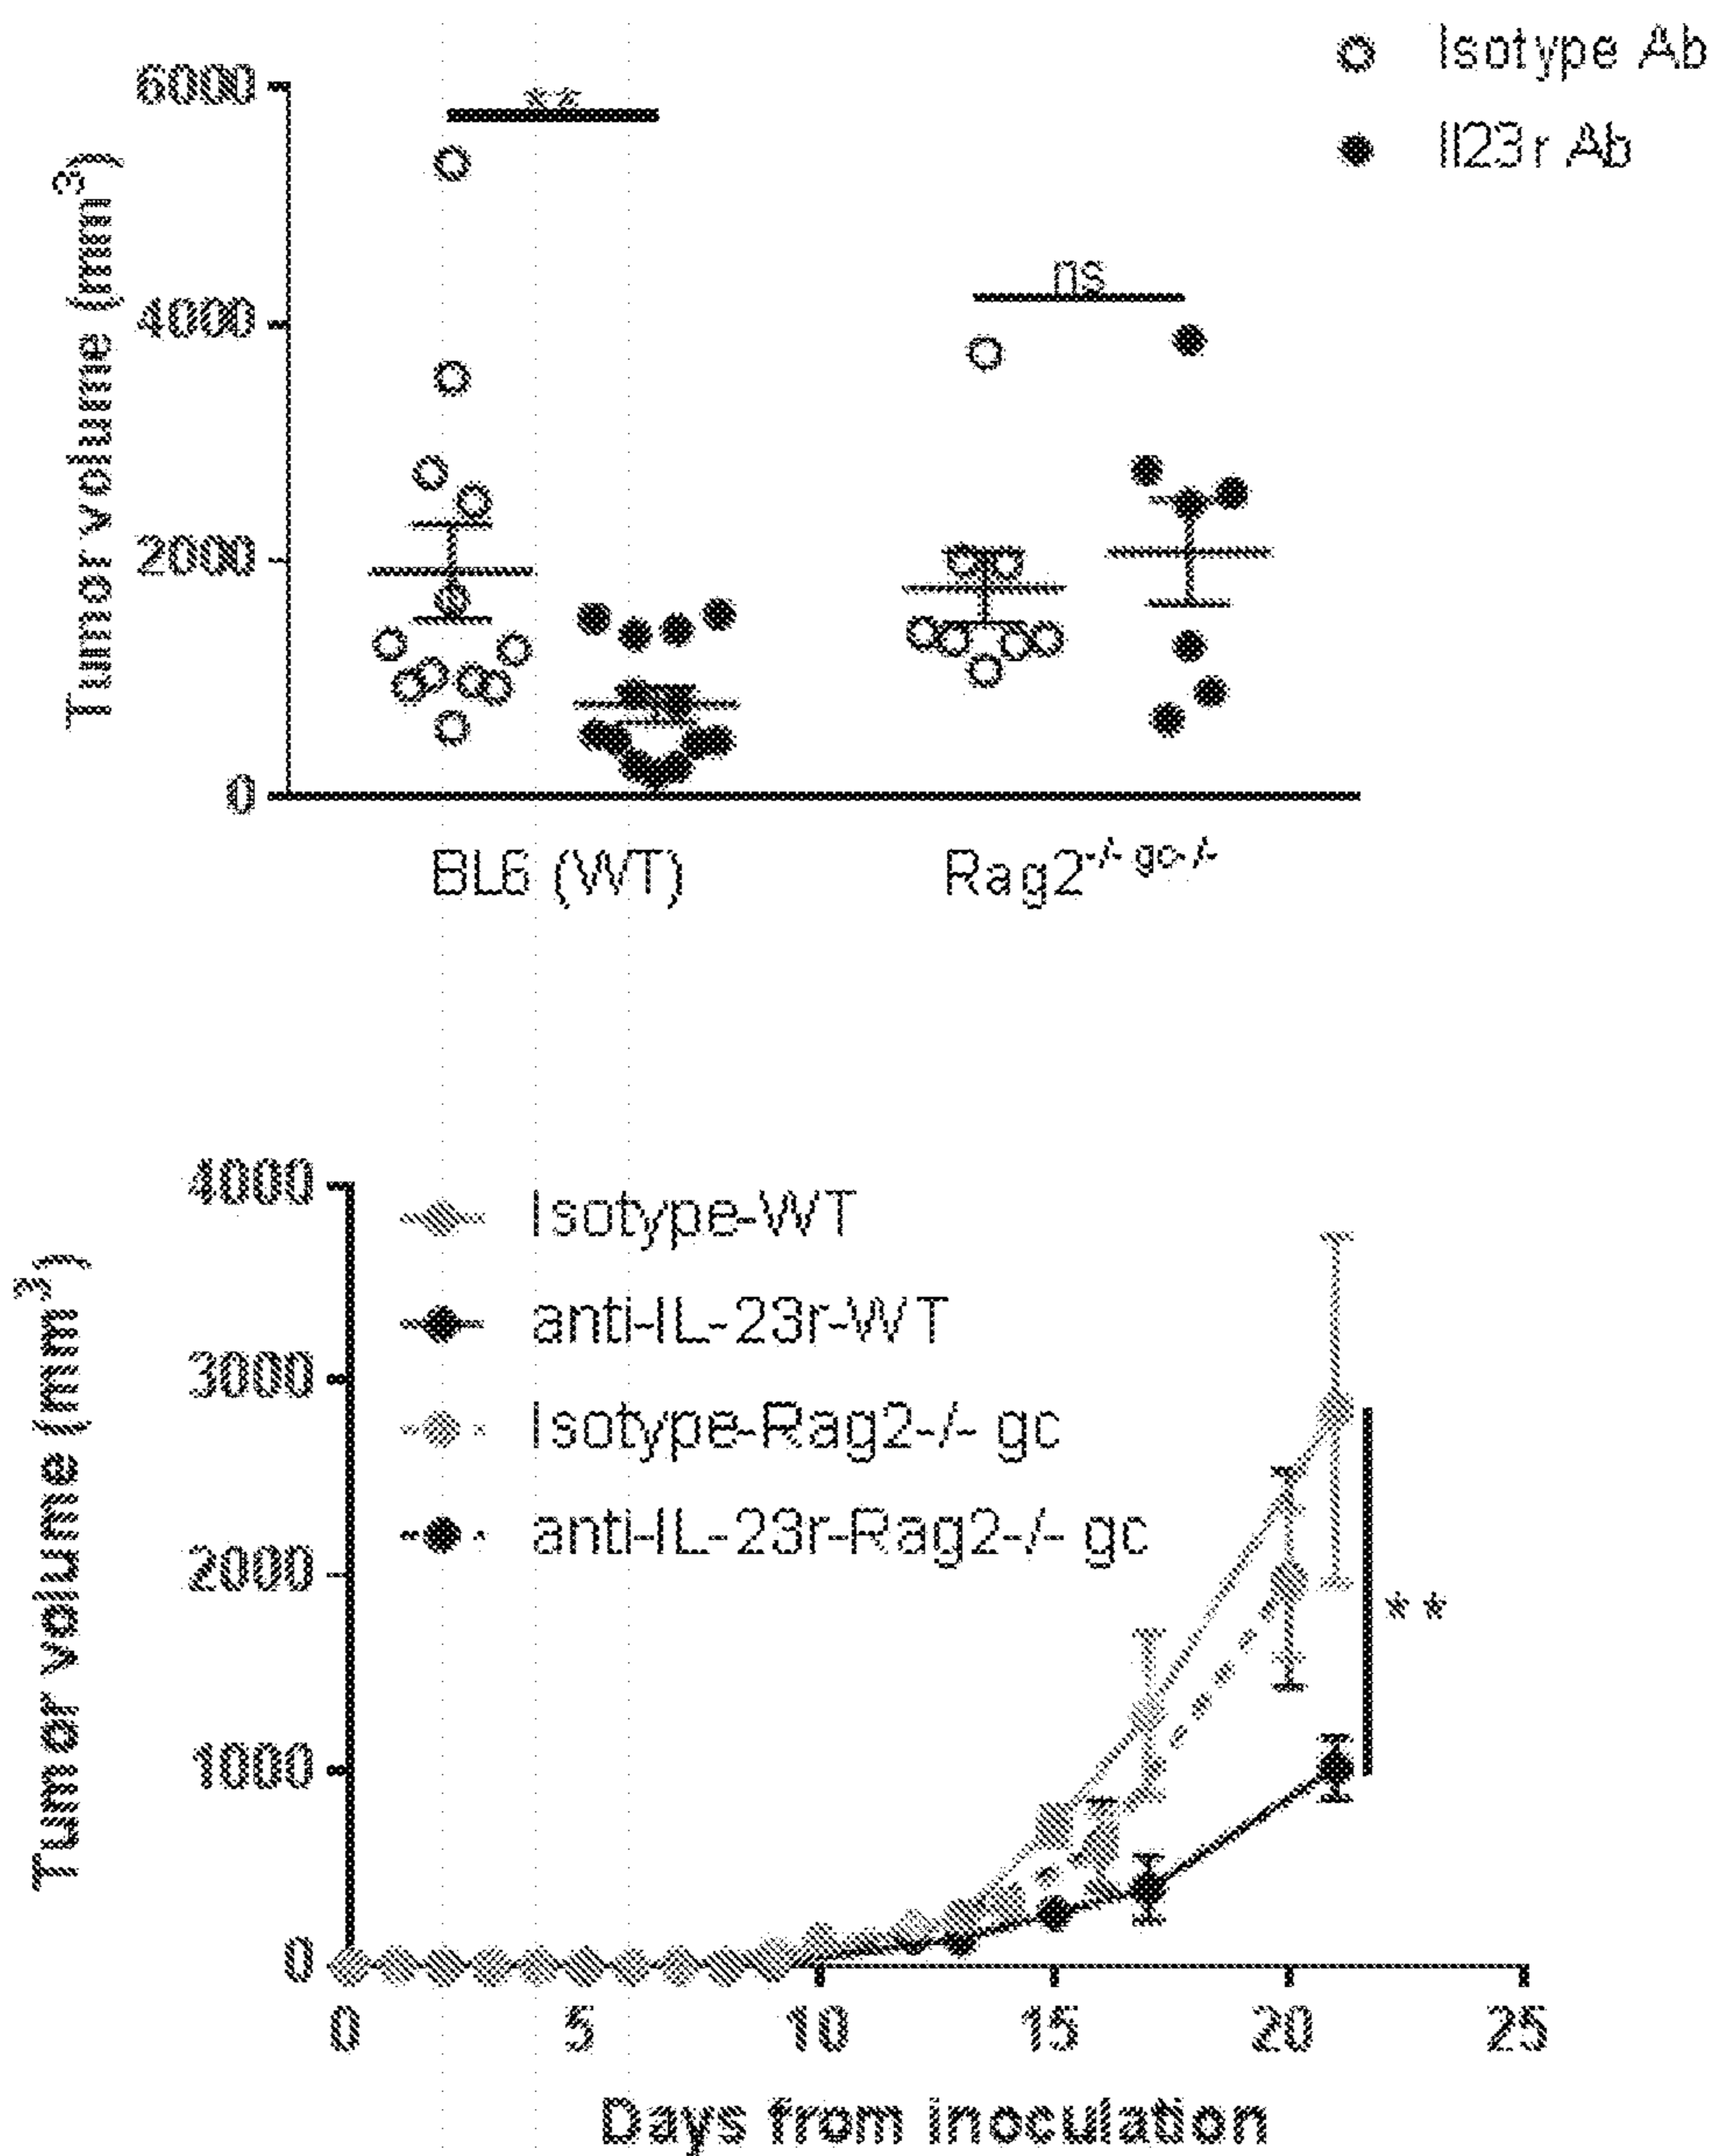 Isotype Ab
Il23r Ab
Tumor volume (mm³)
6000
4000
2000
0
**
ns
BL6 (WT)
Rag2-/- gc-/-
Tumor volume (mm³)
4000
3000
2000
1000
0
Isotype-WT
anti-IL-23r-WT
Isotype-Rag2-/- gc
anti-IL-23r-Rag2-/- gc
**
0 5 10 15 20 25
Days from inoculation